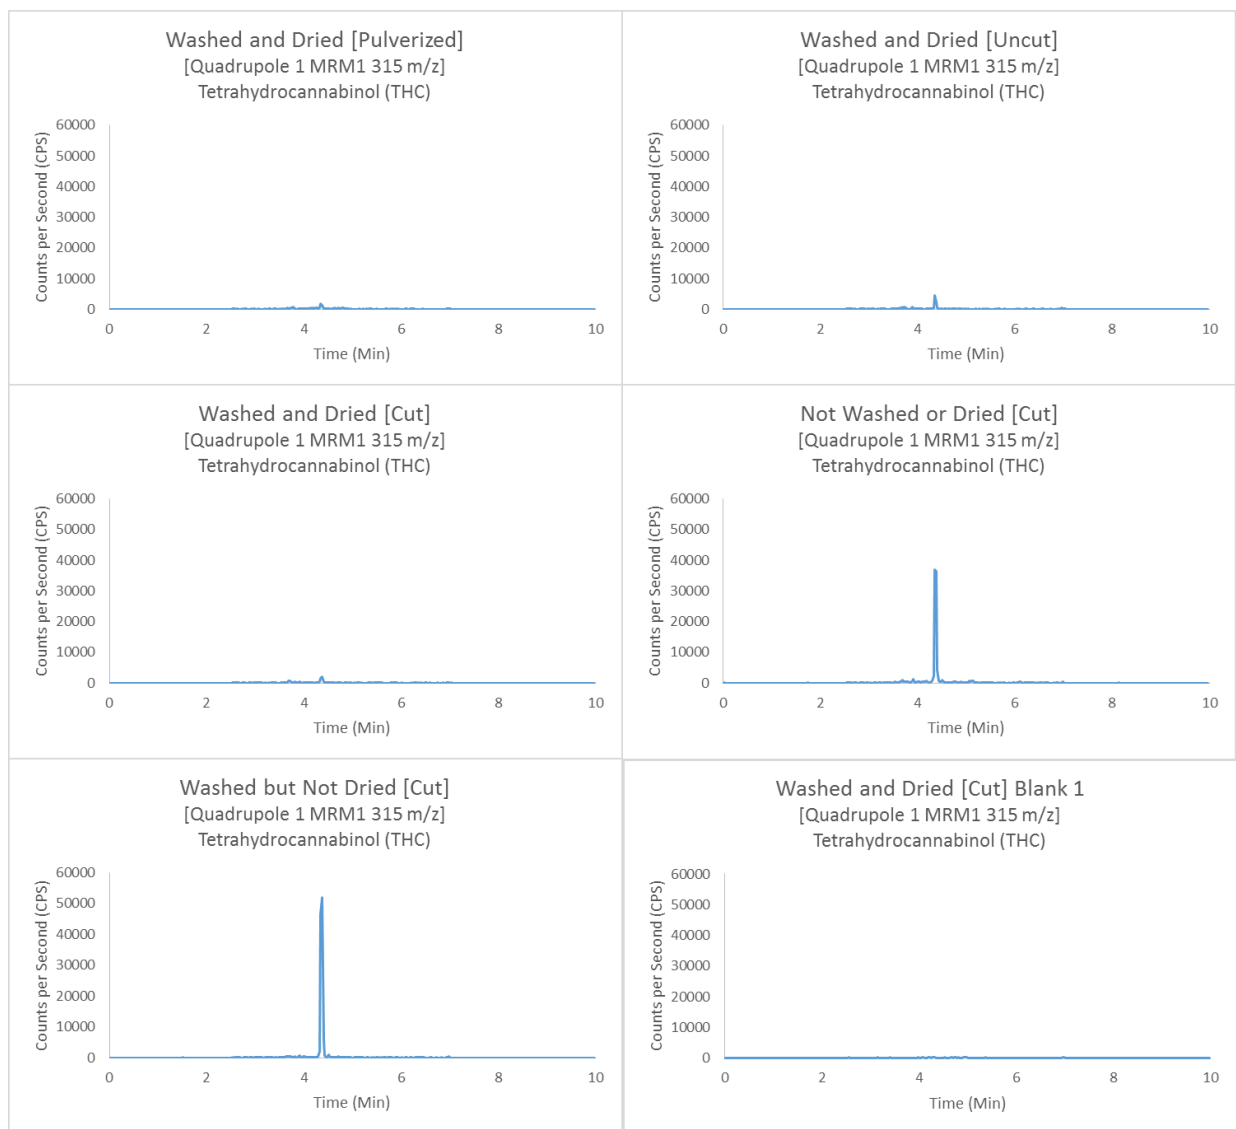 Washed and Dried [Pulverized]
[Quadrupole 1 MRM1 315 m/z]
Tetrahydrocannabinol (THC)
Counts per Second (CPS)
60000
50000
40000
30000
20000
10000
0
0 2 4 6 8 10
Time (Min)
Washed and Dried [Uncut]
[Quadrupole 1 MRM1 315 m/z]
Tetrahydrocannabinol (THC)
Counts per Second (CPS)
60000
50000
40000
30000
20000
10000
0
0 2 4 6 8 10
Time (Min)
Washed and Dried [Cut]
[Quadrupole 1 MRM1 315 m/z]
Tetrahydrocannabinol (THC)
Counts per Second (CPS)
60000
50000
40000
30000
20000
10000
0
0 2 4 6 8 10
Time (Min)
Not Washed or Dried [Cut]
[Quadrupole 1 MRM1 315 m/z]
Tetrahydrocannabinol (THC)
Counts per Second (CPS)
60000
50000
40000
30000
20000
10000
0
0 2 4 6 8 10
Time (Min)
Washed but Not Dried [Cut]
[Quadrupole 1 MRM1 315 m/z]
Tetrahydrocannabinol (THC)
Counts per Second (CPS)
60000
50000
40000
30000
20000
10000
0
0 2 4 6 8 10
Time (Min)
Washed and Dried [Cut] Blank 1
[Quadrupole 1 MRM1 315 m/z]
Tetrahydrocannabinol (THC)
Counts per Second (CPS)
60000
50000
40000
30000
20000
10000
0
0 2 4 6 8 10
Time (Min)